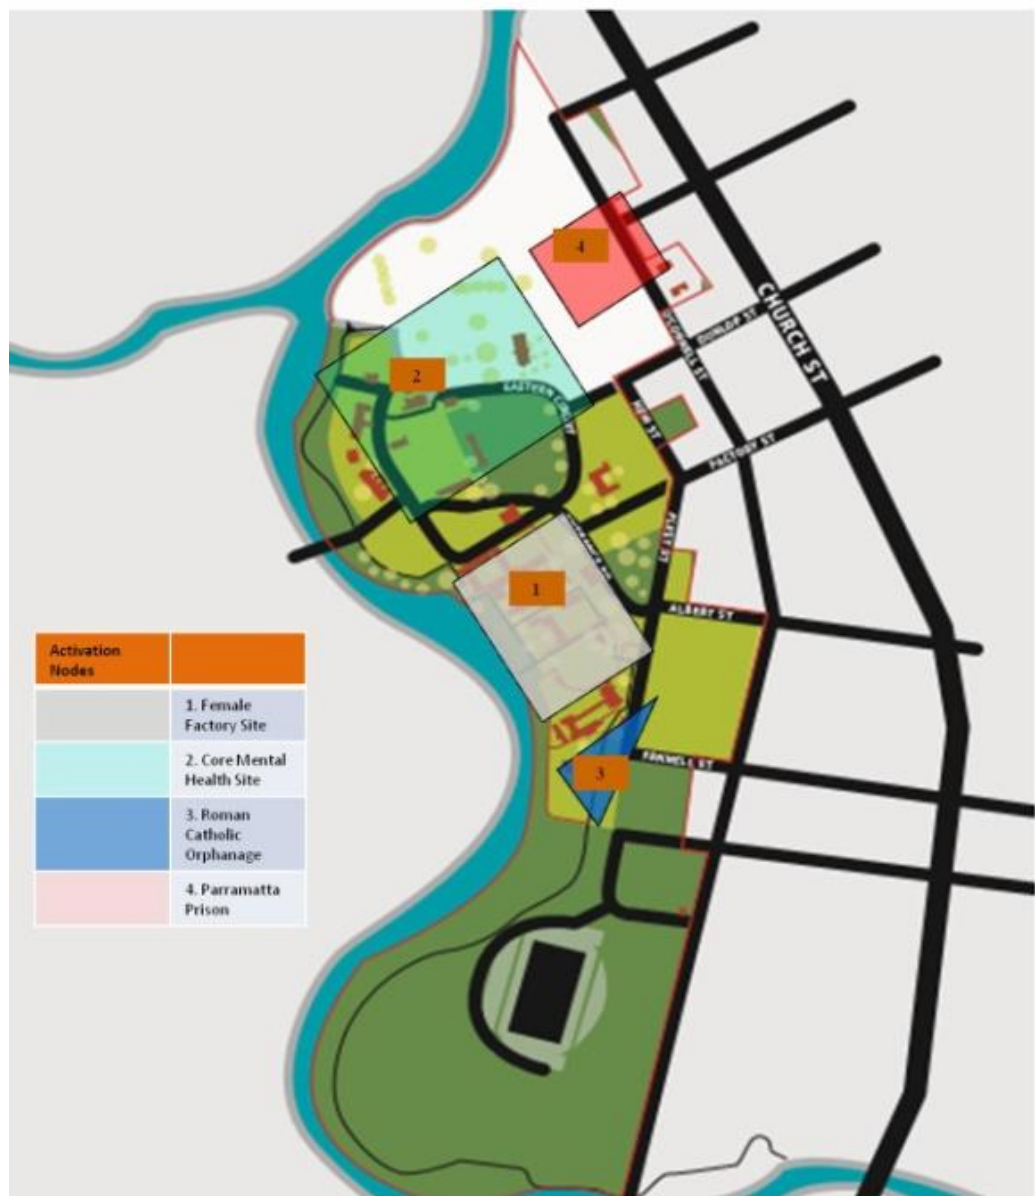 4
CHURCH ST
O'CONNELL ST
DUNLOP ST
2
EASTERN CIRCUIT
NEW ST
FACTORY ST
FLEET ST
1
ALBERT ST
Activation
Nodes
1. Female
Factory Site
2. Core Mental
Health Site
3. Roman
Catholic
Orphanage
4. Parramatta
Prison
3